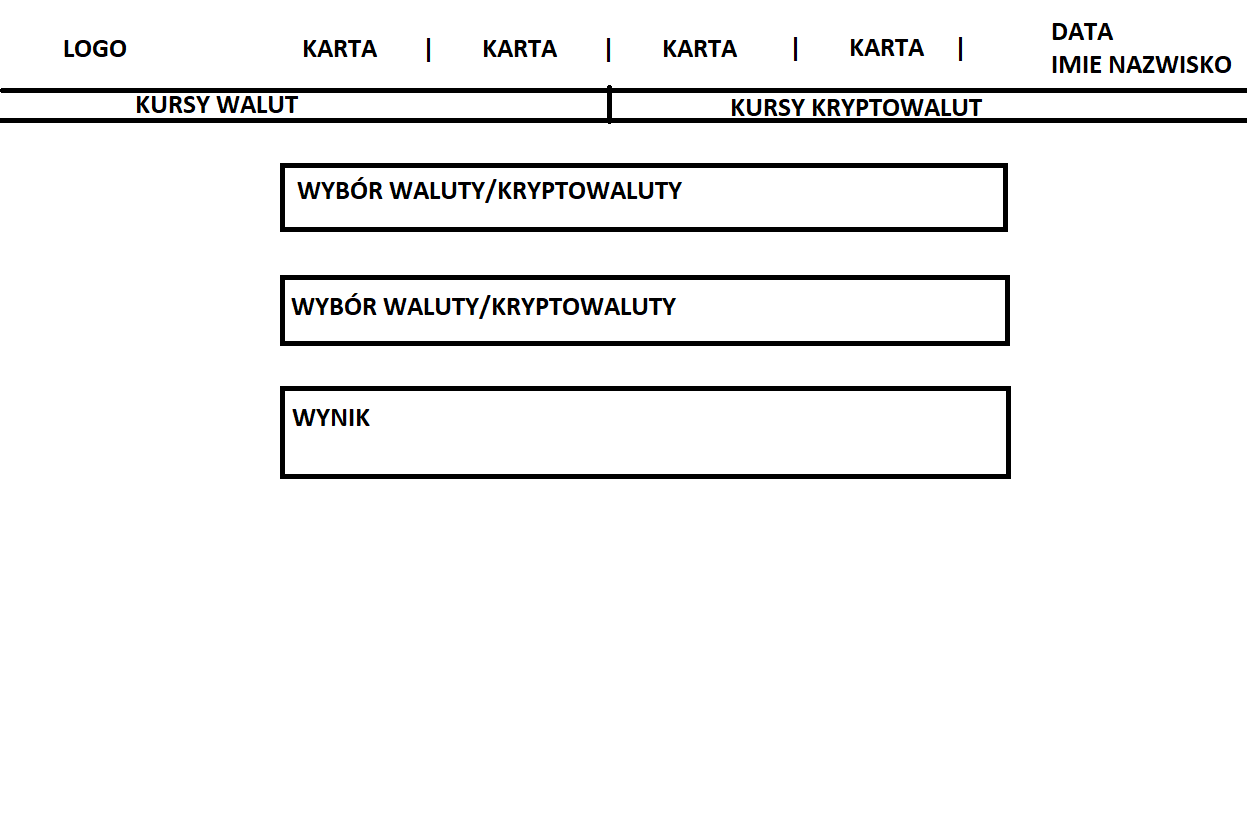 LOGO
KARTA | KARTA | KARTA | KARTA |
DATA
IMIE NAZWISKO
KURSY WALUT
KURSY KRYPTOWALUT
WYBÓR WALUTY/KRYPTOWALUTY
WYBÓR WALUTY/KRYPTOWALUTY
WYNIK